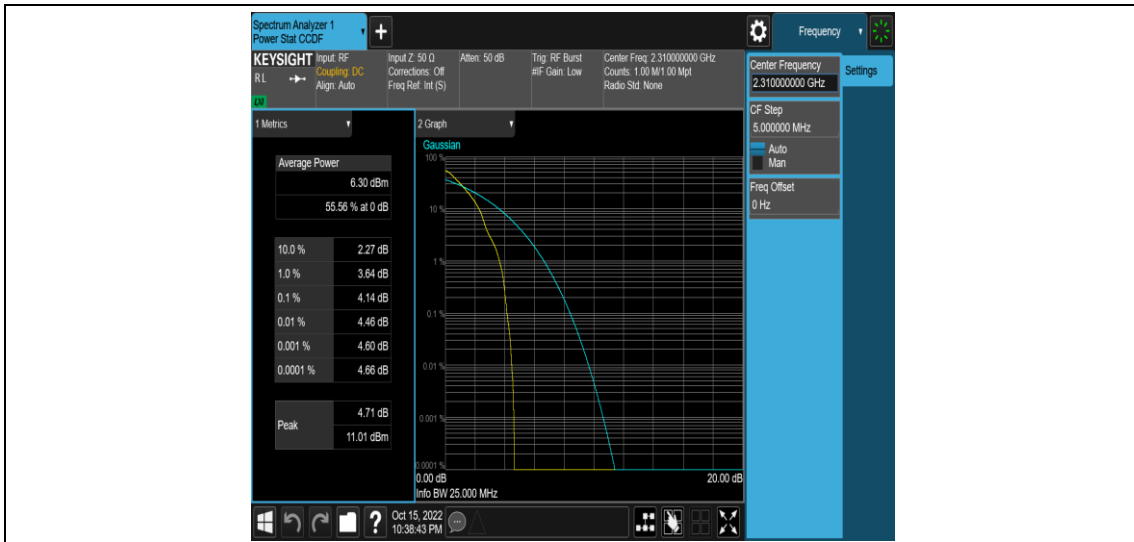 Spectrum Analyzer 1
Power Stat CCDF
Frequency
KEYSIGHT
RL
LXI
Input: RF
Coupling: DC
Align: Auto
Input Z: 50 Ω
Corrections: Off
Freq Ref: Int (S)
Atten: 50 dB
Trig: RF Burst
#IF Gain: Low
Center Freq: 2.310000000 GHz
Counts: 1.00 M/1.00 Mpt
Radio Std: None
Center Frequency
2.310000000 GHz
Settings
CF Step
5.000000 MHz
Auto
Man
Freq Offset
0 Hz
1 Metrics
Average Power
6.30 dBm
55.56 % at 0 dB
10.0 % 2.27 dB
1.0 % 3.64 dB
0.1 % 4.14 dB
0.01 % 4.46 dB
0.001 % 4.60 dB
0.0001 % 4.66 dB
Peak
4.71 dB
11.01 dBm
2 Graph
Gaussian
100 %
10 %
1 %
0.1 %
0.01 %
0.001 %
0.0001 %
0.00 dB 20.00 dB
Info BW 25.000 MHz
?
Oct 15, 2022
10:38:43 PM